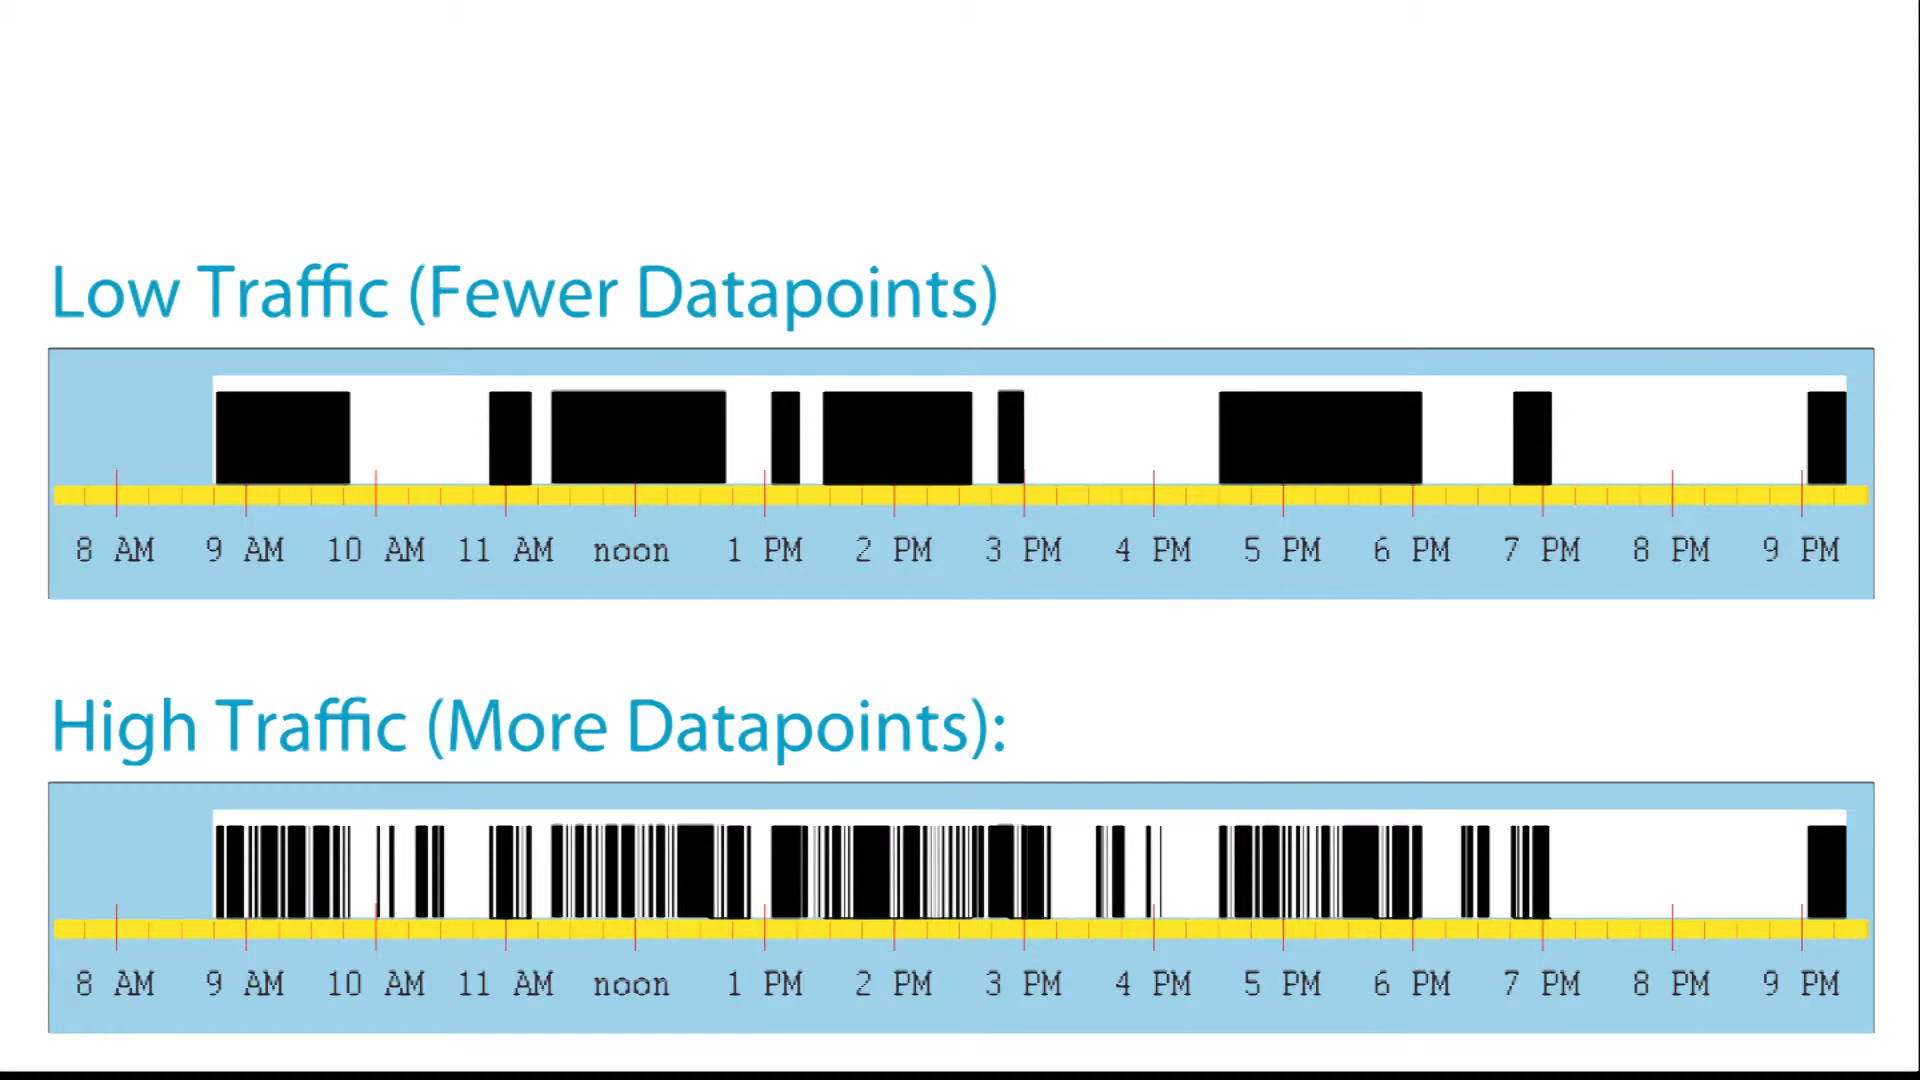 Low Traffic (Fewer Datapoints)
8 AM 9 AM 10 AM 11 AM noon 1 PM 2 PM 3 PM 4 PM 5 PM 6 PM 7 PM 8 PM 9 PM
High Traffic (More Datapoints):
8 AM 9 AM 10 AM 11 AM noon 1 PM 2 PM 3 PM 4 PM 5 PM 6 PM 7 PM 8 PM 9 PM